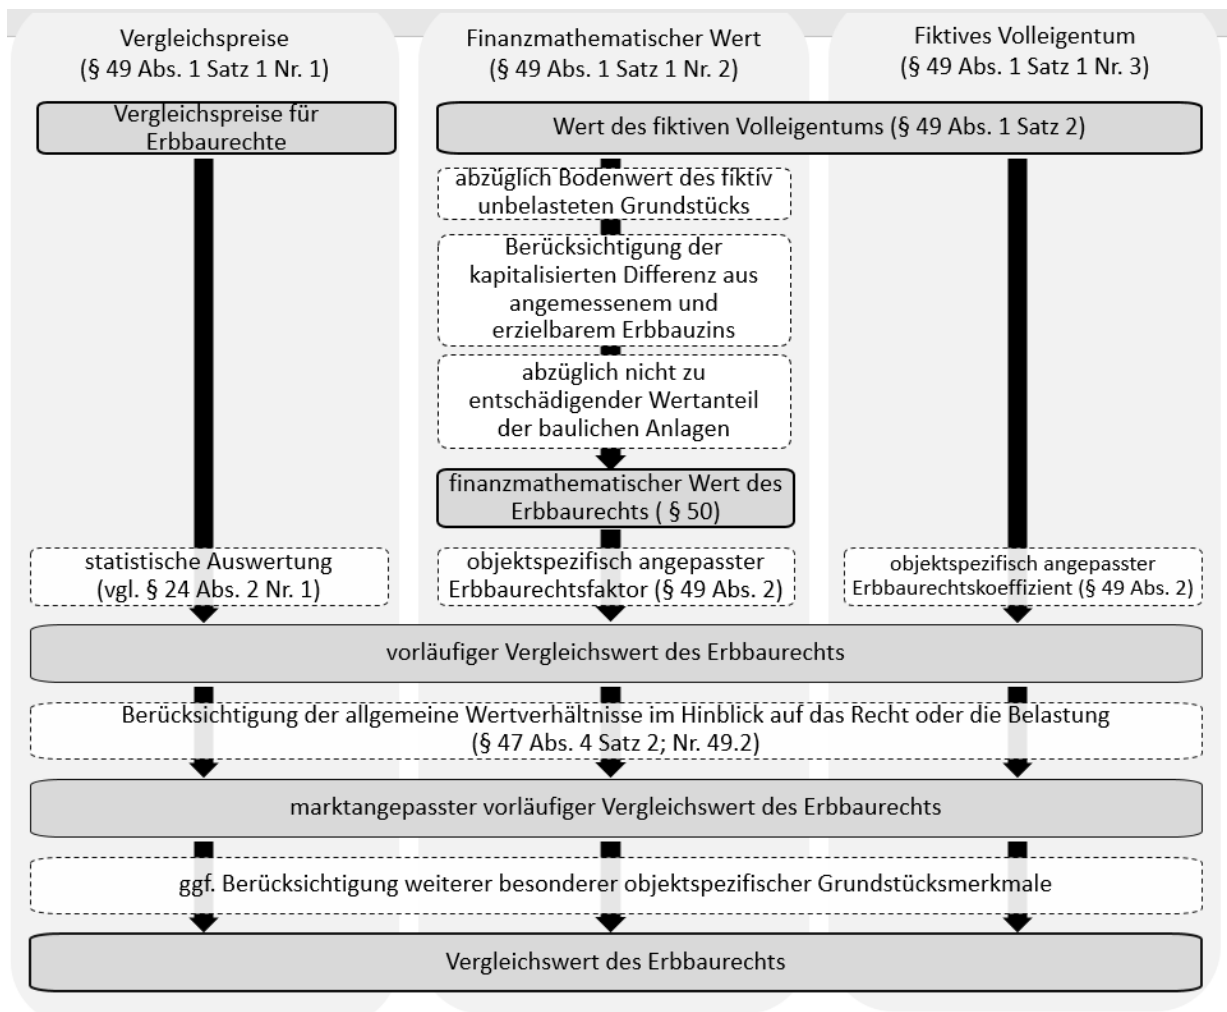 Vergleichspreise
(§ 49 Abs. 1 Satz 1 Nr. 1)
Finanzmathematischer Wert
(§ 49 Abs. 1 Satz 1 Nr. 2)
Fiktives Volleigentum
(§ 49 Abs. 1 Satz 1 Nr. 3)
Vergleichspreise für
Erbbaurechte
Wert des fiktiven Volleigentums (§ 49 Abs. 1 Satz 2)
abzüglich Bodenwert des fiktiv
unbelasteten Grundstücks
Berücksichtigung der
kapitalisierten Differenz aus
angemessenem und
erzielbarem Erbbauzins
abzüglich nicht zu
entschädigender Wertanteil
der baulichen Anlagen
finanzmathematischer Wert des
Erbbaurechts ( § 50)
statistische Auswertung
(vgl. § 24 Abs. 2 Nr. 1)
objektspezifisch angepasster
Erbbaurechtsfaktor (§ 49 Abs. 2)
objektspezifisch angepasster
Erbbaurechtskoeffizient (§ 49 Abs. 2)
vorläufiger Vergleichswert des Erbbaurechts
Berücksichtigung der allgemeine Wertverhältnisse im Hinblick auf das Recht oder die Belastung
(§ 47 Abs. 4 Satz 2; Nr. 49.2)
marktangepasster vorläufiger Vergleichswert des Erbbaurechts
ggf. Berücksichtigung weiterer besonderer objektspezifischer Grundstücksmerkmale
Vergleichswert des Erbbaurechts